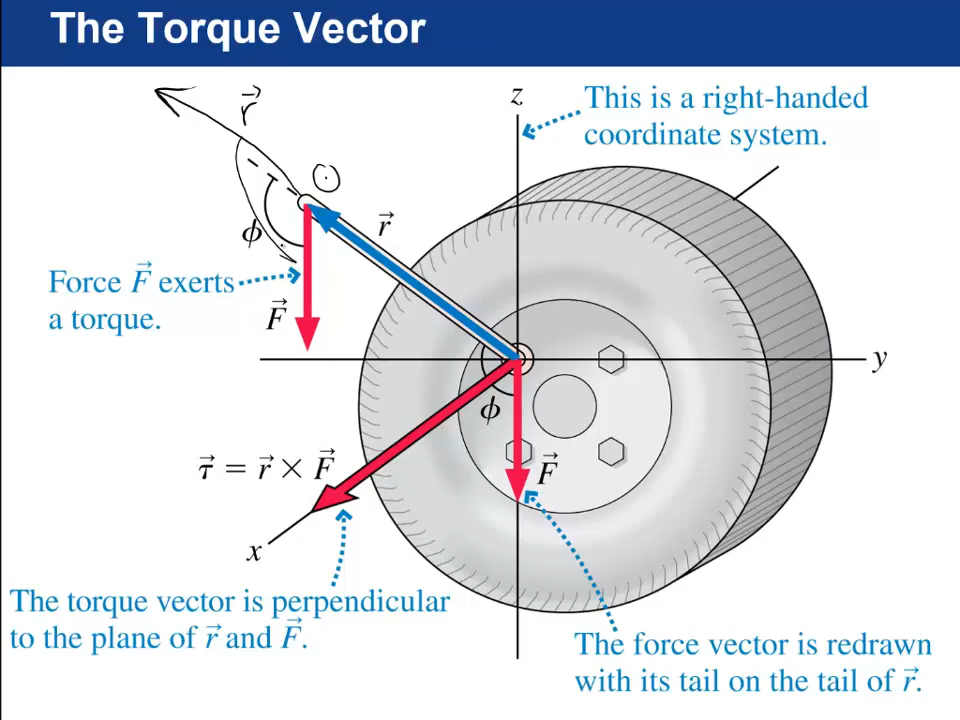 The Torque Vector
r⃗
z
This is a right-handed
coordinate system.
⊙
r⃗
ϕ
Force F⃗ exerts
a torque.
F⃗
y
ϕ
τ⃗ = r⃗ × F⃗
F⃗
x
The torque vector is perpendicular
to the plane of r⃗ and F⃗.
The force vector is redrawn
with its tail on the tail of r⃗.